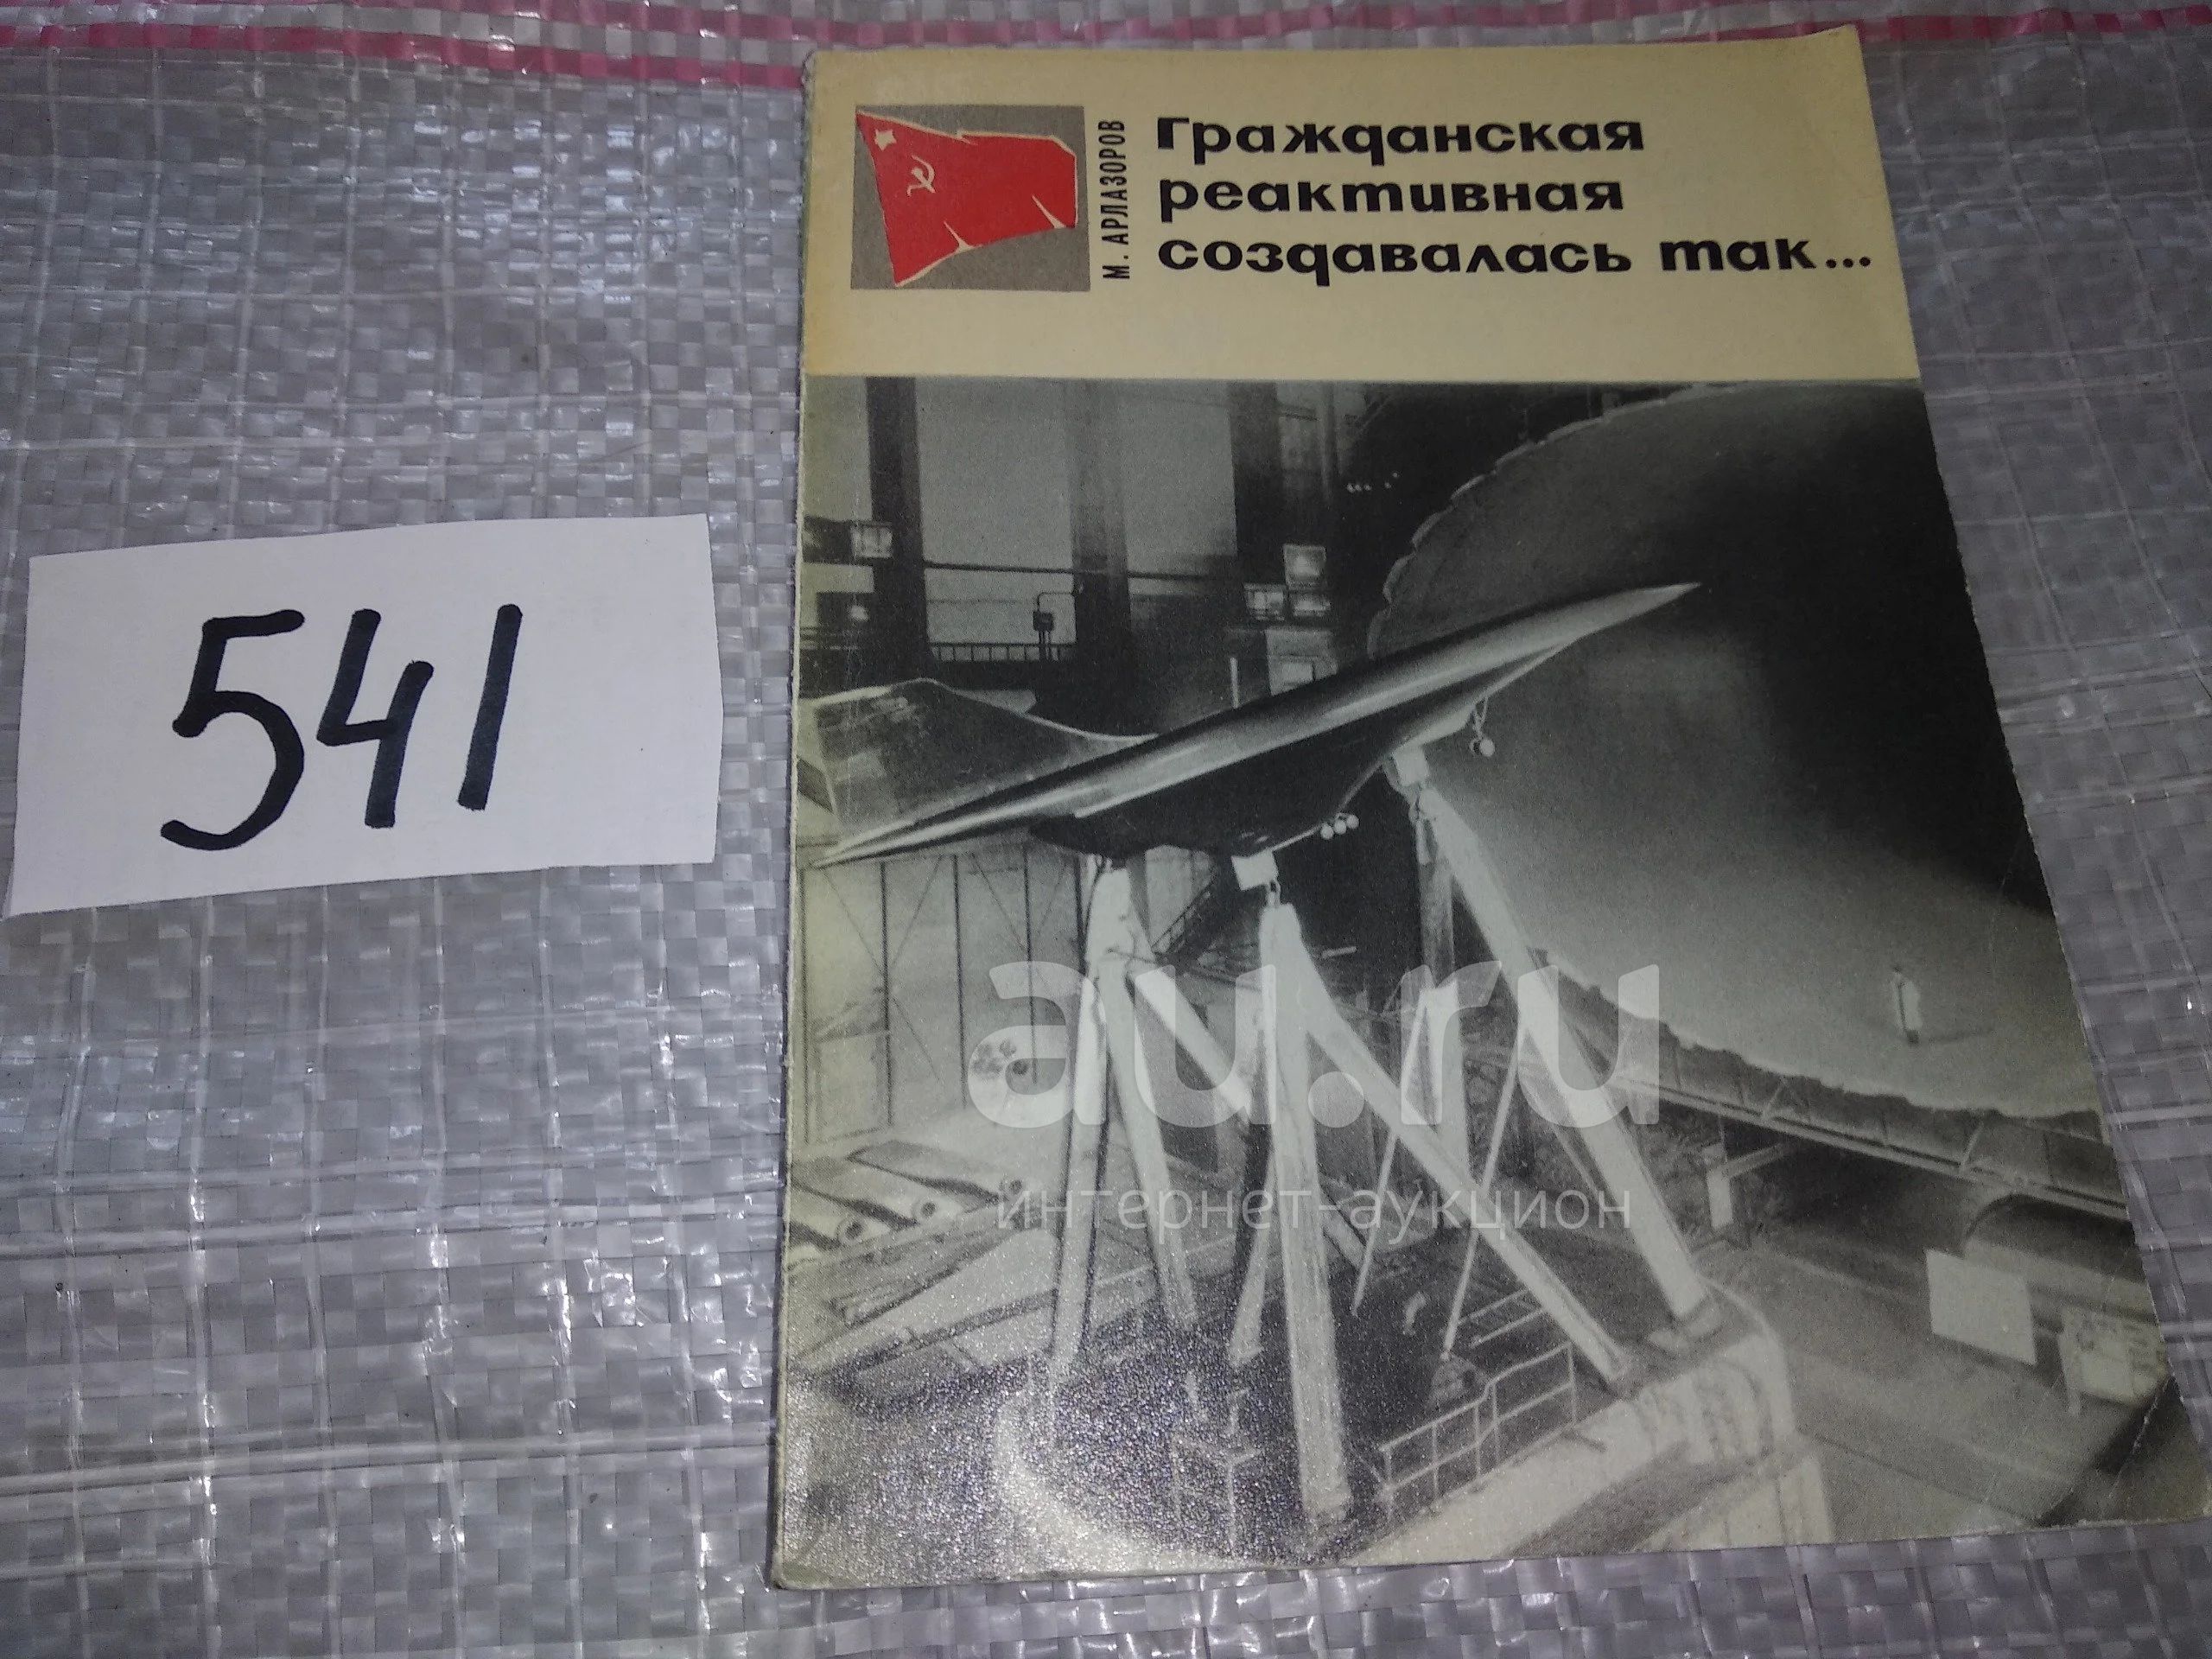 М. АРЛАЗОРОВ
Гражданская
реактивная
создавалась так...
541
au.ru
интернет-аукцион